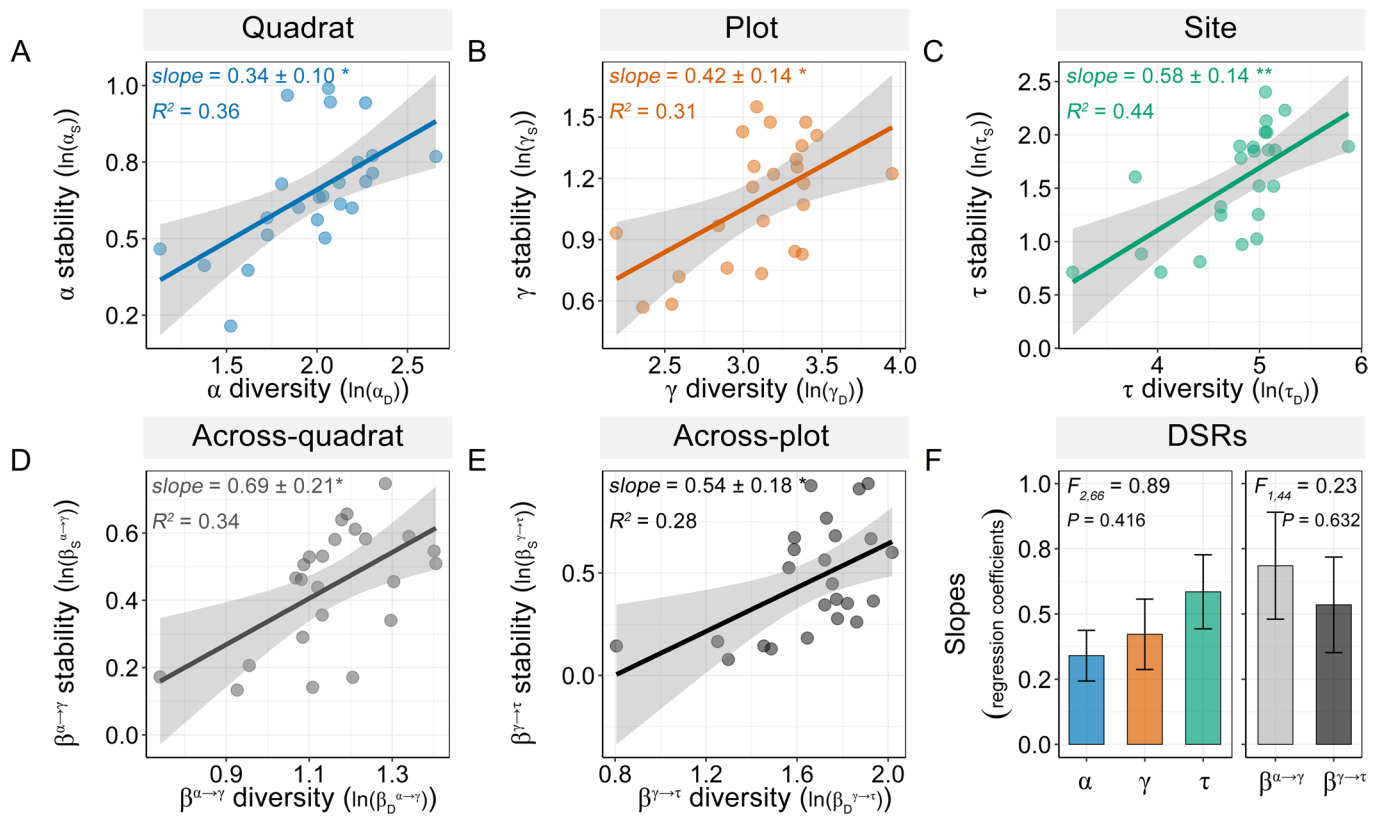 Quadrat
A
slope = 0.34 ± 0.10 *
R² = 0.36
1.0
0.8
0.5
0.2
α stability (ln(αS))
1.5 2.0 2.5
α diversity (ln(αD))
Plot
B
slope = 0.42 ± 0.14 *
R² = 0.31
1.5
1.2
0.9
0.6
γ stability (ln(γS))
2.5 3.0 3.5 4.0
γ diversity (ln(γD))
Site
C
slope = 0.58 ± 0.14 **
R² = 0.44
2.5
2.0
1.5
1.0
0.5
0.0
τ stability (ln(τS))
4 5 6
τ diversity (ln(τD))
Across-quadrat
D
slope = 0.69 ± 0.21*
R² = 0.34
0.6
0.4
0.2
0.0
βα→γ stability (ln(βSα→γ))
0.9 1.1 1.3
βα→γ diversity (ln(βDα→γ))
Across-plot
E
slope = 0.54 ± 0.18 *
R² = 0.28
0.5
0.0
βγ→τ stability (ln(βSγ→τ))
0.8 1.2 1.6 2.0
βγ→τ diversity (ln(βDγ→τ))
DSRs
F
F2,66 = 0.89
P = 0.416
F1,44 = 0.23
P = 0.632
1.0
0.8
0.5
0.2
0.0
Slopes
(regression coefficients)
α γ τ
βα→γ βγ→τ